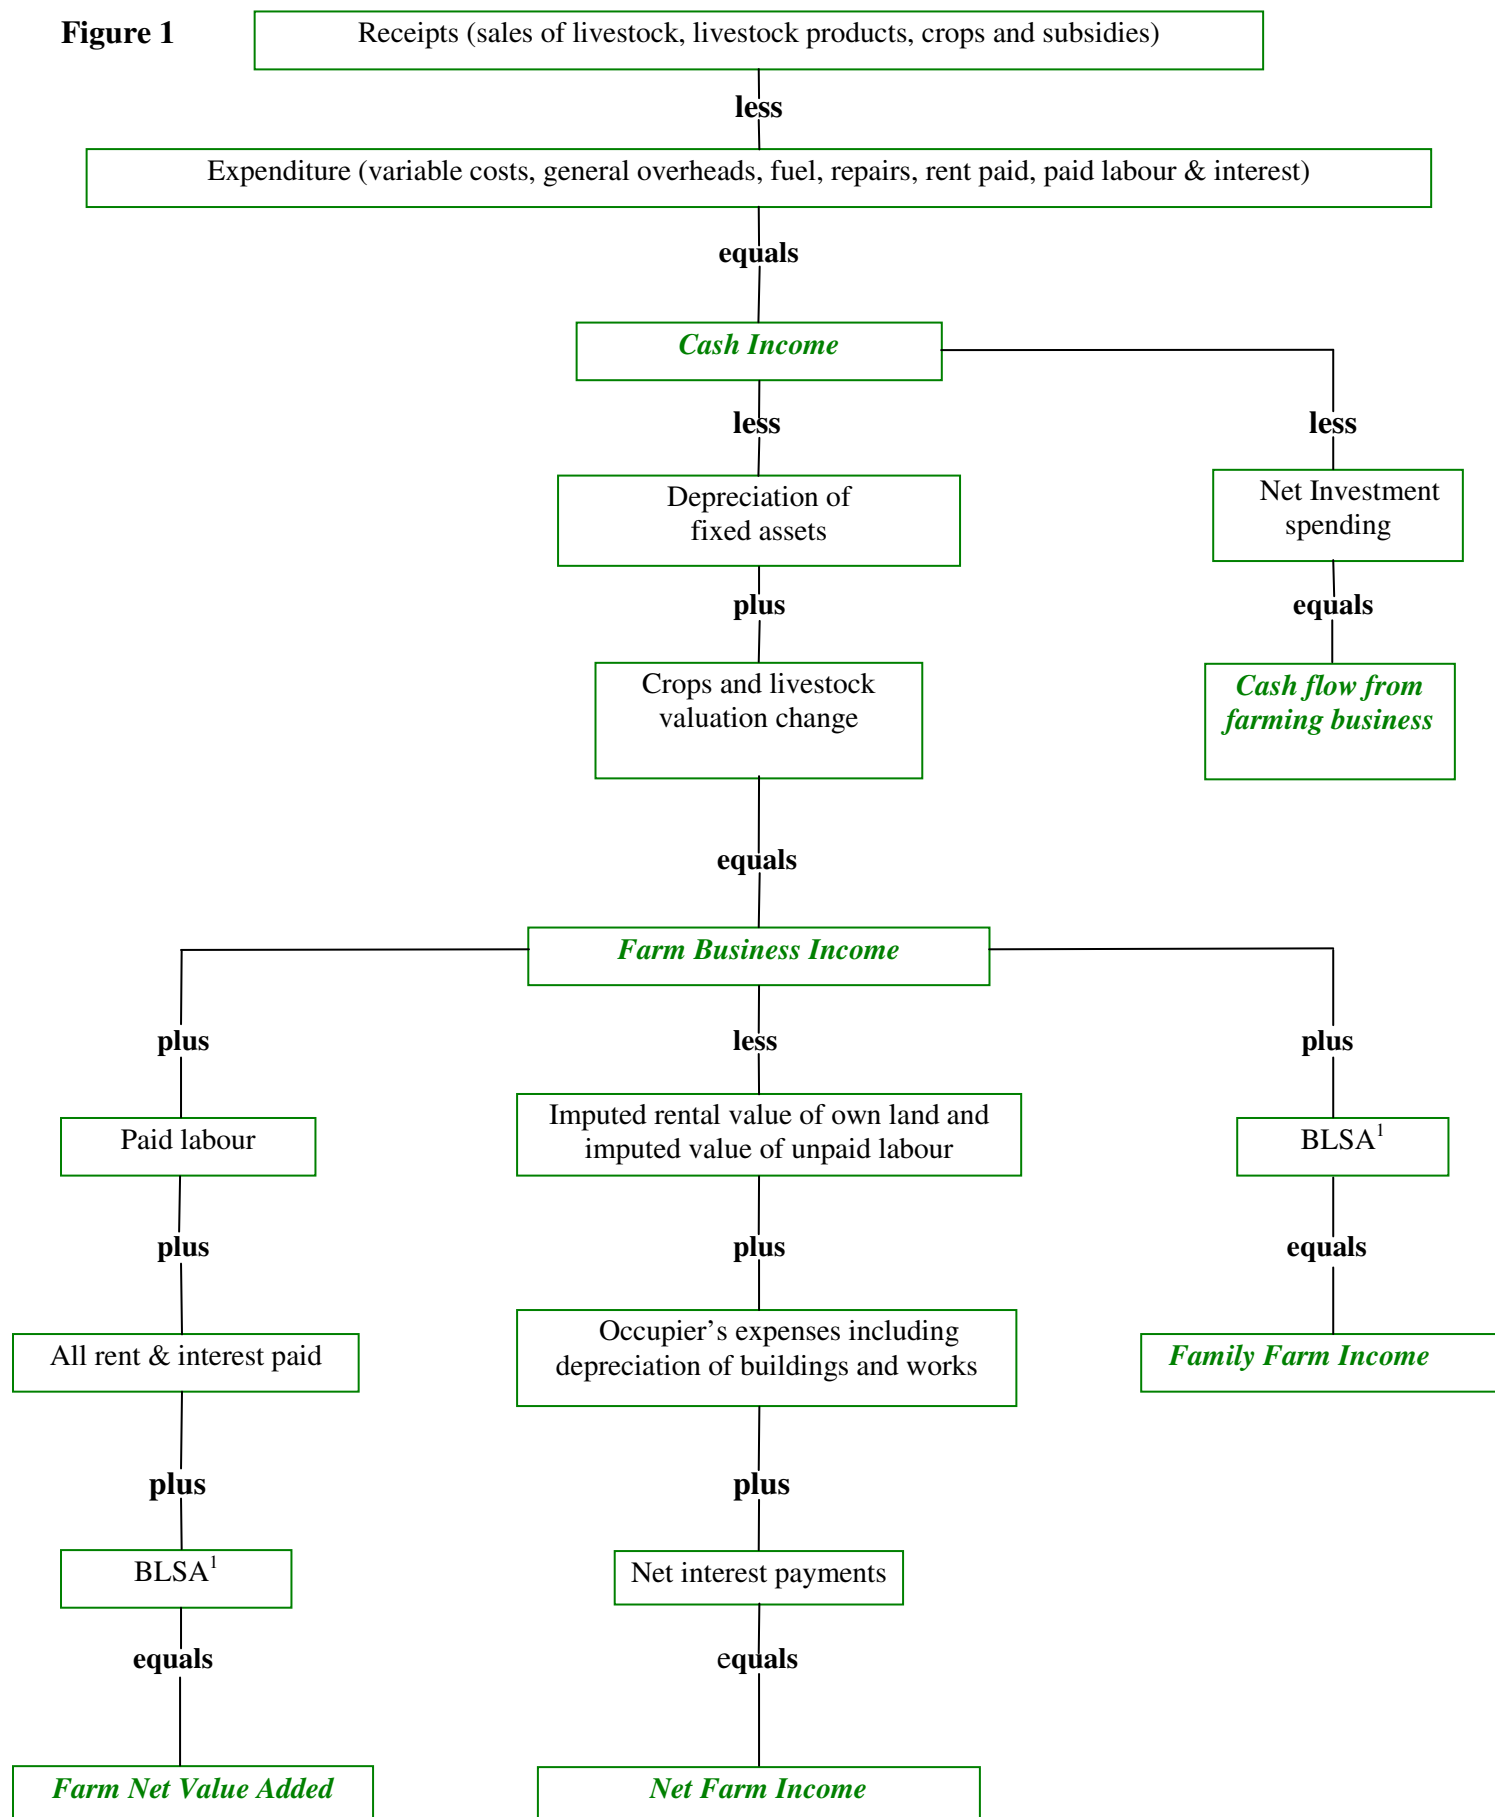 Figure 1
Receipts (sales of livestock, livestock products, crops and subsidies)
less
Expenditure (variable costs, general overheads, fuel, repairs, rent paid, paid labour & interest)
equals
Cash Income
less
less
Depreciation of
fixed assets
Net Investment
spending
plus
equals
Crops and livestock
valuation change
Cash flow from
farming business
equals
Farm Business Income
plus
less
plus
Paid labour
Imputed rental value of own land and
imputed value of unpaid labour
BLSA¹
plus
plus
equals
All rent & interest paid
Occupier’s expenses including
depreciation of buildings and works
Family Farm Income
plus
plus
BLSA¹
Net interest payments
equals
equals
Farm Net Value Added
Net Farm Income